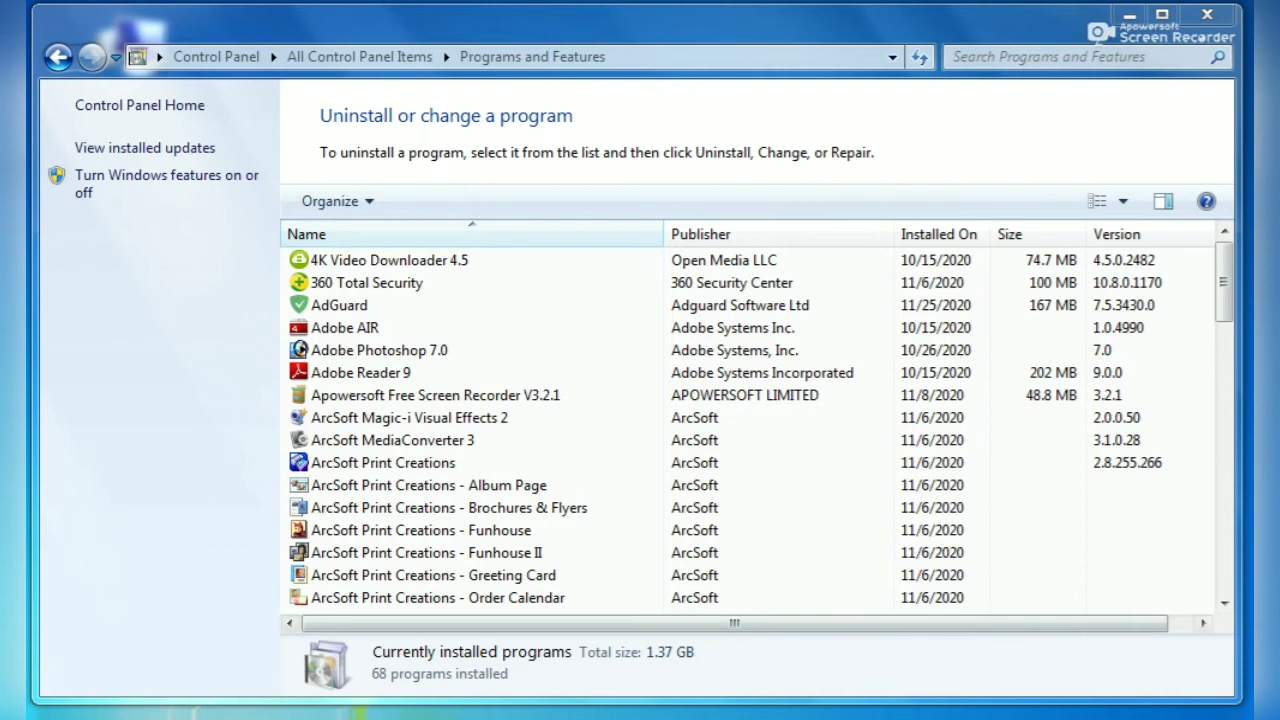 Apowersoft
Screen Recorder
Control Panel All Control Panel Items Programs and Features Search Programs and Features
Control Panel Home
View installed updates
Turn Windows features on or
off
Uninstall or change a program
To uninstall a program, select it from the list and then click Uninstall, Change, or Repair.
Organize
Name Publisher Installed On Size Version
4K Video Downloader 4.5 Open Media LLC 10/15/2020 74.7 MB 4.5.0.2482
360 Total Security 360 Security Center 11/6/2020 100 MB 10.8.0.1170
AdGuard Adguard Software Ltd 11/25/2020 167 MB 7.5.3430.0
Adobe AIR Adobe Systems Inc. 10/15/2020 1.0.4990
Adobe Photoshop 7.0 Adobe Systems, Inc. 10/26/2020 7.0
Adobe Reader 9 Adobe Systems Incorporated 10/15/2020 202 MB 9.0.0
Apowersoft Free Screen Recorder V3.2.1 APOWERSOFT LIMITED 11/8/2020 48.8 MB 3.2.1
ArcSoft Magic-i Visual Effects 2 ArcSoft 11/6/2020 2.0.0.50
ArcSoft MediaConverter 3 ArcSoft 11/6/2020 3.1.0.28
ArcSoft Print Creations ArcSoft 11/6/2020 2.8.255.266
ArcSoft Print Creations - Album Page ArcSoft 11/6/2020
ArcSoft Print Creations - Brochures & Flyers ArcSoft 11/6/2020
ArcSoft Print Creations - Funhouse ArcSoft 11/6/2020
ArcSoft Print Creations - Funhouse II ArcSoft 11/6/2020
ArcSoft Print Creations - Greeting Card ArcSoft 11/6/2020
ArcSoft Print Creations - Order Calendar ArcSoft 11/6/2020
Currently installed programs Total size: 1.37 GB
68 programs installed